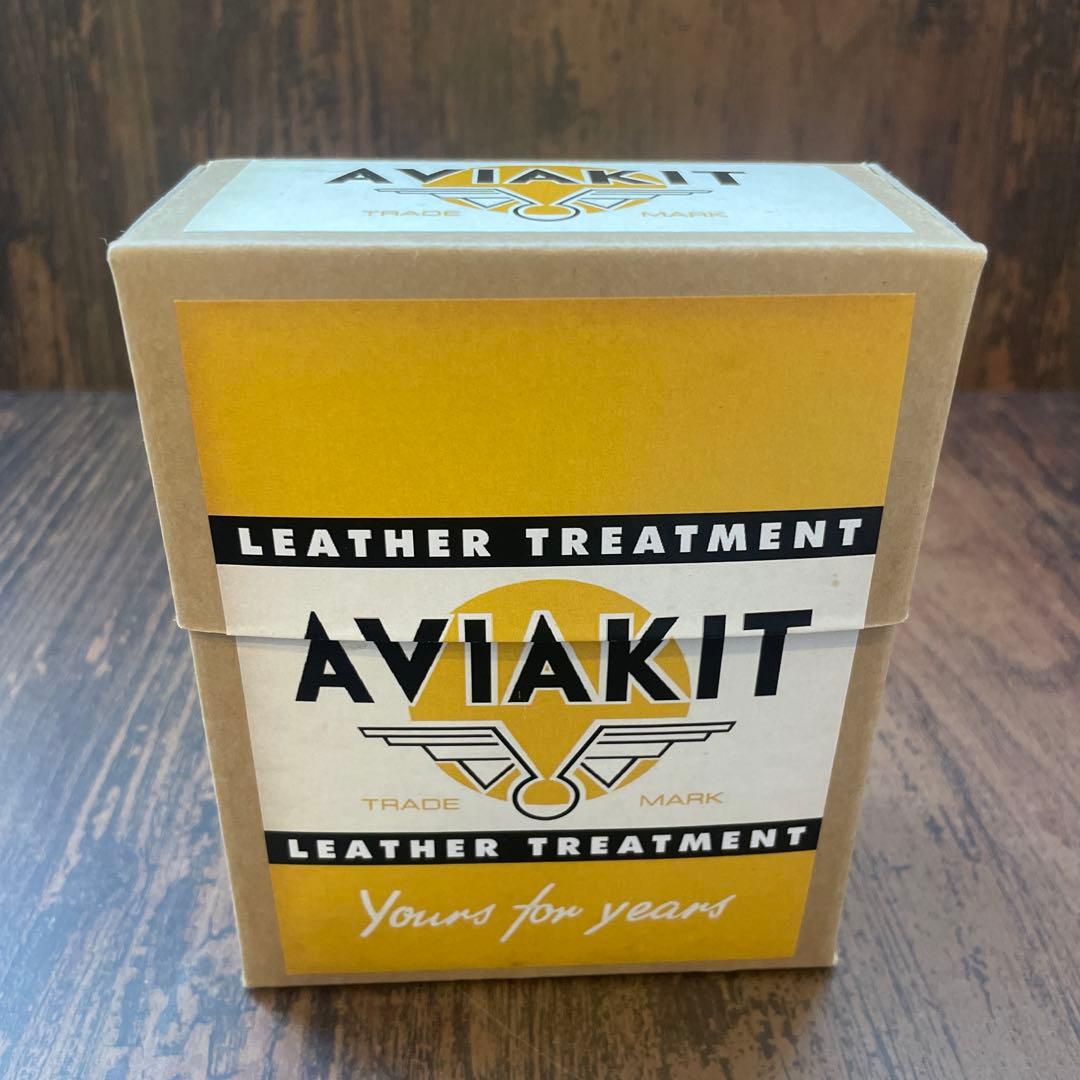 AVIAKIT
TRADE MARK
LEATHER TREATMENT
AVIAKIT
TRADE MARK
LEATHER TREATMENT
Yours for years